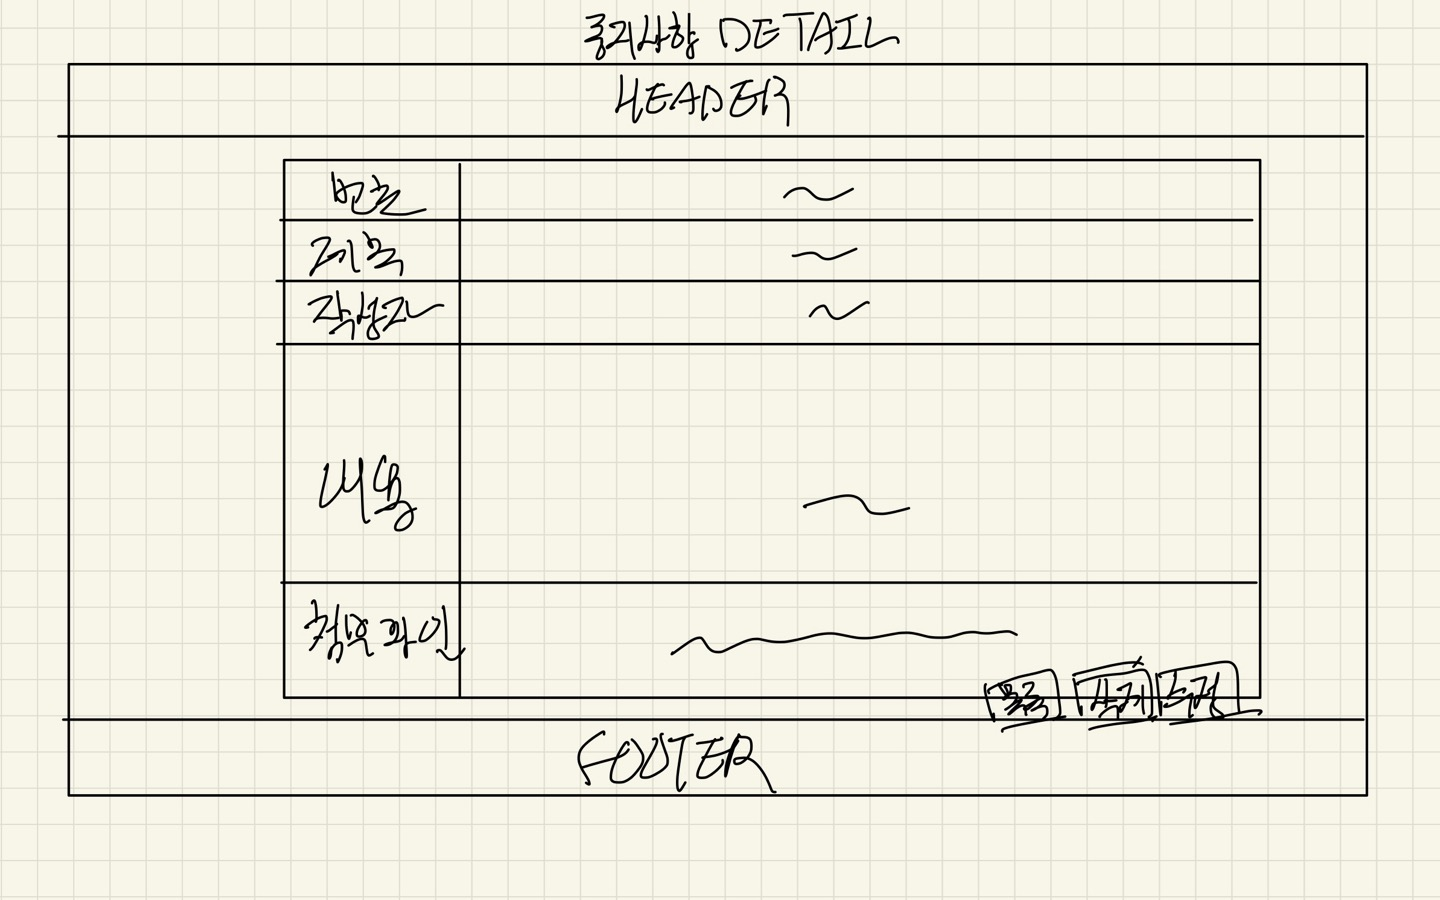 공지사항 DETAIL
HEADER
번호
제목
작성자
내용
첨부파일
목록 삭제 수정
FOOTER